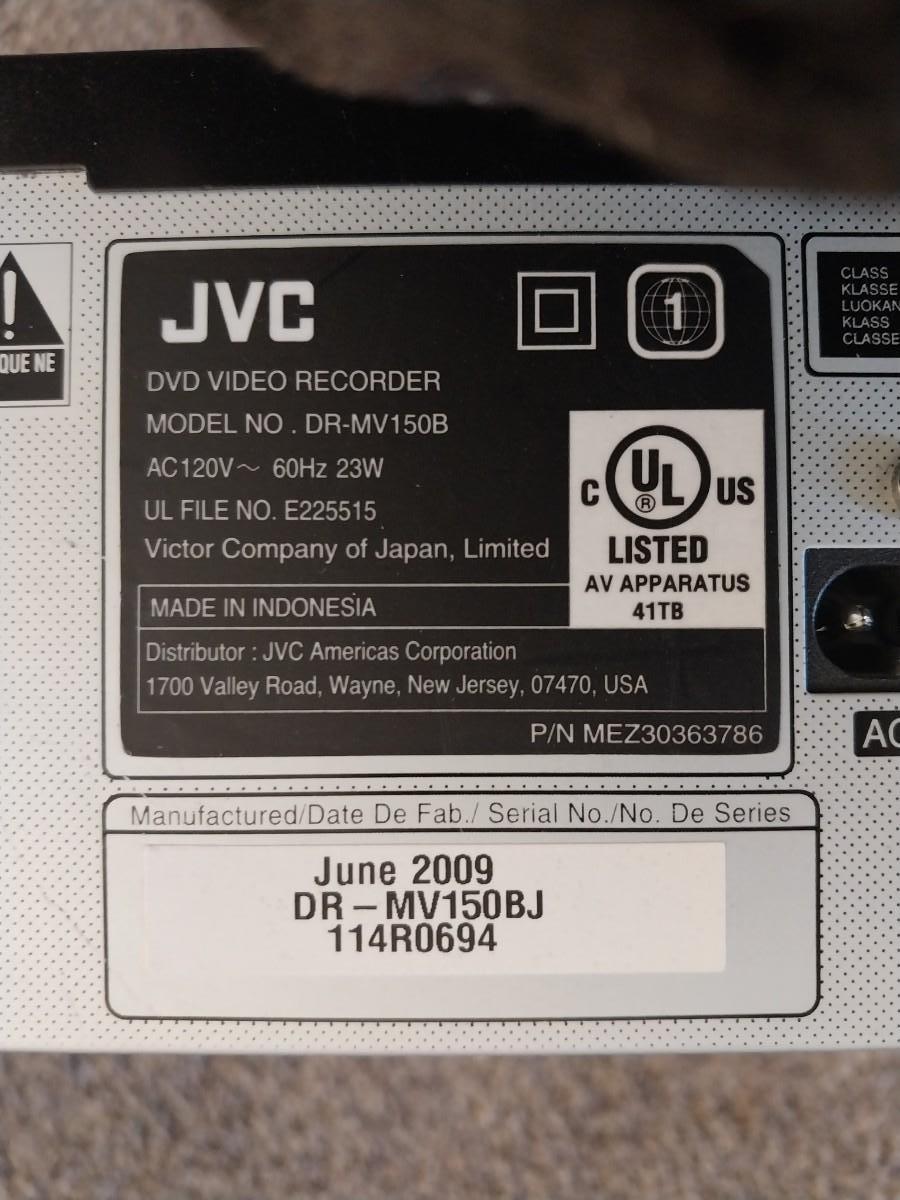 !
QUE NE
JVC
1
DVD VIDEO RECORDER
MODEL NO . DR-MV150B
AC120V～ 60Hz 23W
UL FILE NO. E225515
Victor Company of Japan, Limited
C UL® US
LISTED
AV APPARATUS
41TB
MADE IN INDONESIA
Distributor : JVC Americas Corporation
1700 Valley Road, Wayne, New Jersey, 07470, USA
P/N MEZ30363786
CLASS
KLASSE
LUOKAN
KLASS
CLASSE
AC
Manufactured/Date De Fab./ Serial No./No. De Series
June 2009
DR–MV150BJ
114R0694